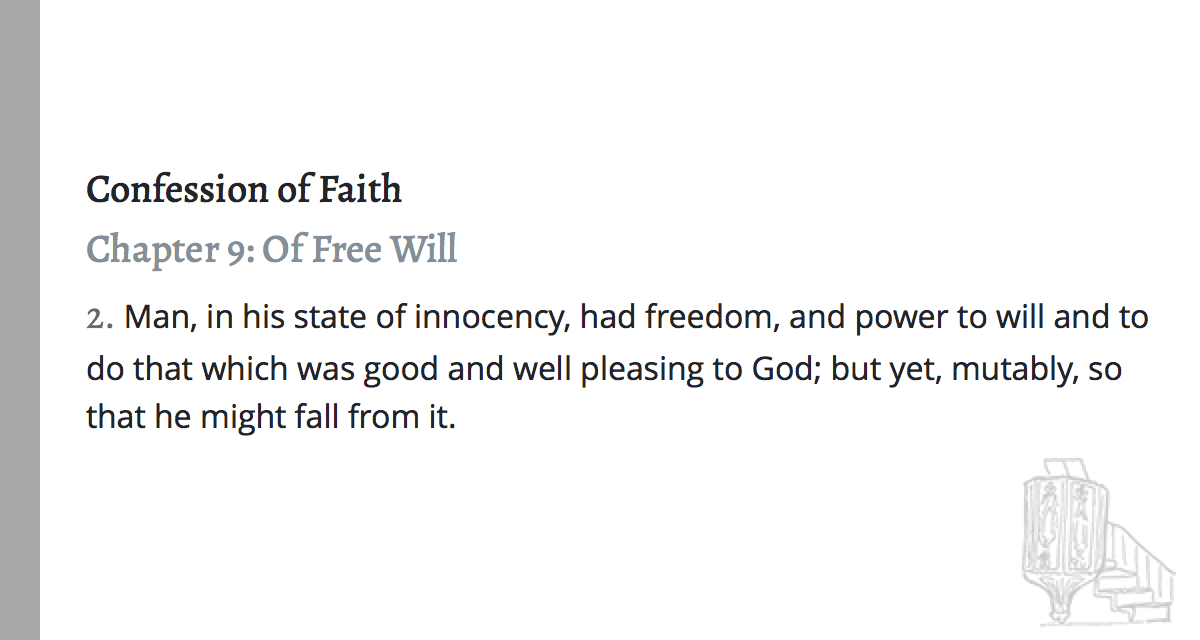 Confession of Faith
Chapter 9: Of Free Will
2. Man, in his state of innocency, had freedom, and power to will and to
do that which was good and well pleasing to God; but yet, mutably, so
that he might fall from it.